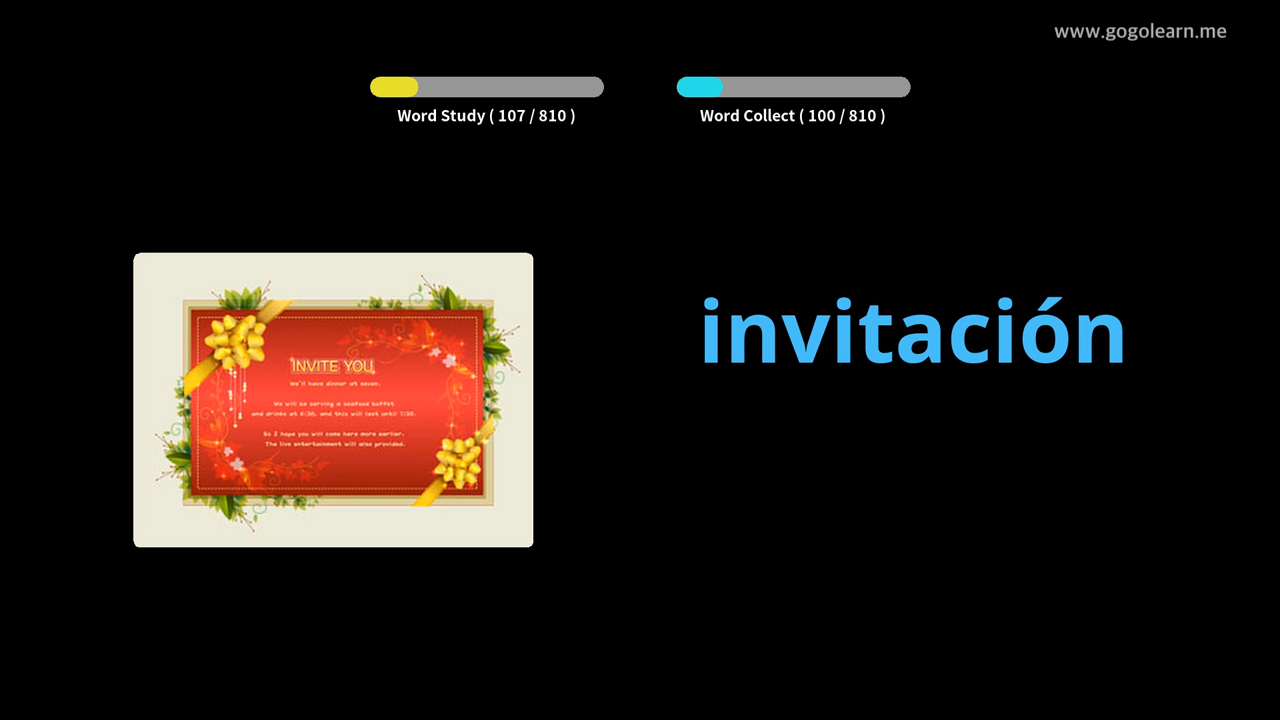 www.gogolearn.me
Word Study ( 107 / 810 )
Word Collect ( 100 / 810 )
invitación
INVITE YOU
We'll have dinner at seven.
We will be serving a seafood buffet
and drinks at 6:30, and this will last until 7:30.
So I hope you will come here more earlier.
The live entertainment will also provided.